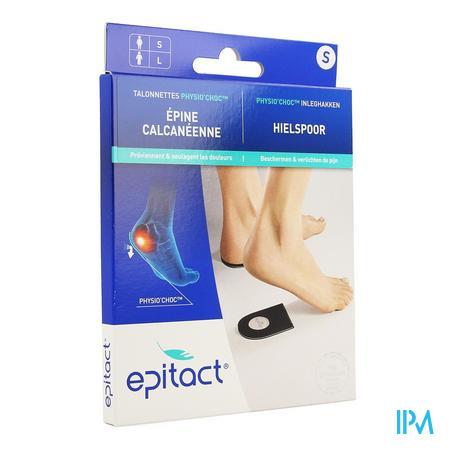 S
L
S
TALONNETTES PHYSIO'CHOC™
ÉPINE
CALCANÉENNE
Préviennent & soulagent les douleurs
PHYSIO'CHOC™ INLEGHAKKEN
HIELSPOOR
Beschermen & verlichten de pijn
PHYSIO'CHOC™
epitact®
IPM